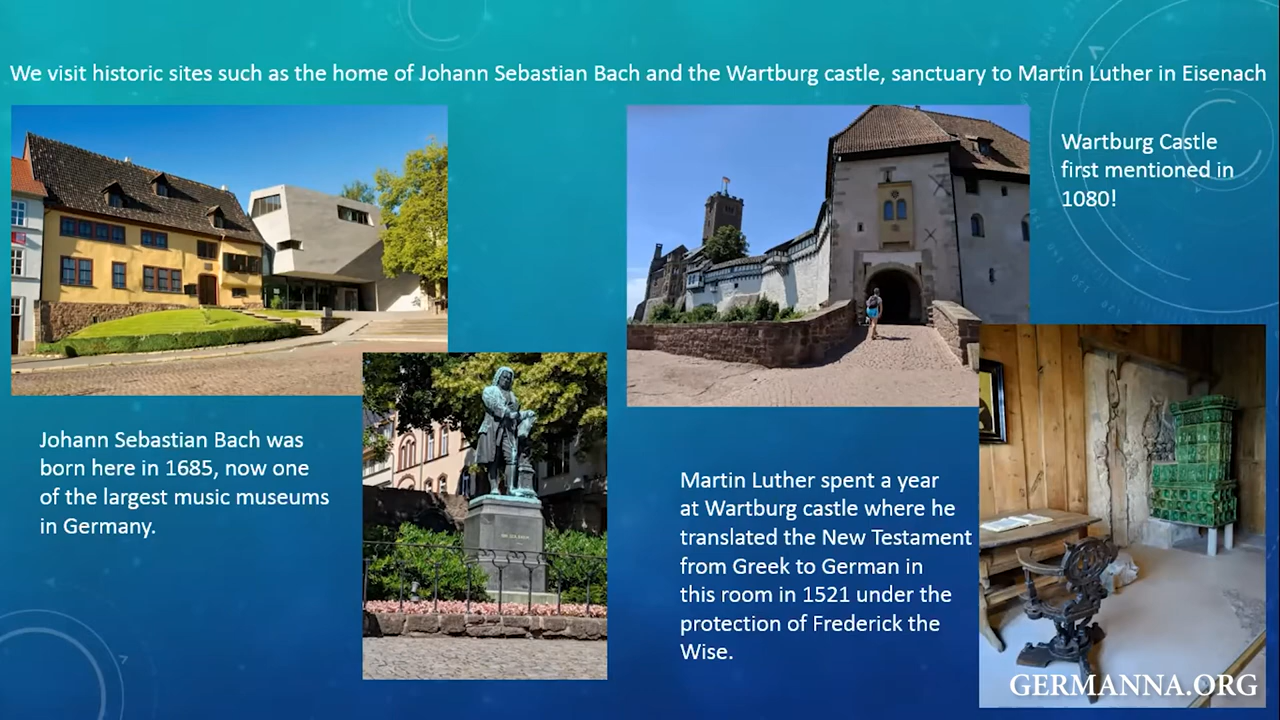 We visit historic sites such as the home of Johann Sebastian Bach and the Wartburg castle, sanctuary to Martin Luther in Eisenach
Wartburg Castle
first mentioned in
1080!
Johann Sebastian Bach was
born here in 1685, now one
of the largest music museums
in Germany.
Martin Luther spent a year
at Wartburg castle where he
translated the New Testament
from Greek to German in
this room in 1521 under the
protection of Frederick the
Wise.
GERMANNA.ORG